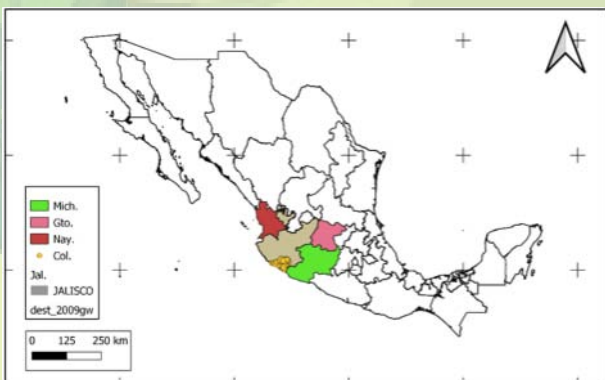 Mich.
Gto.
Nay.
Col.
Jal.
JALISCO
dest_2009gw
0 125 250 km